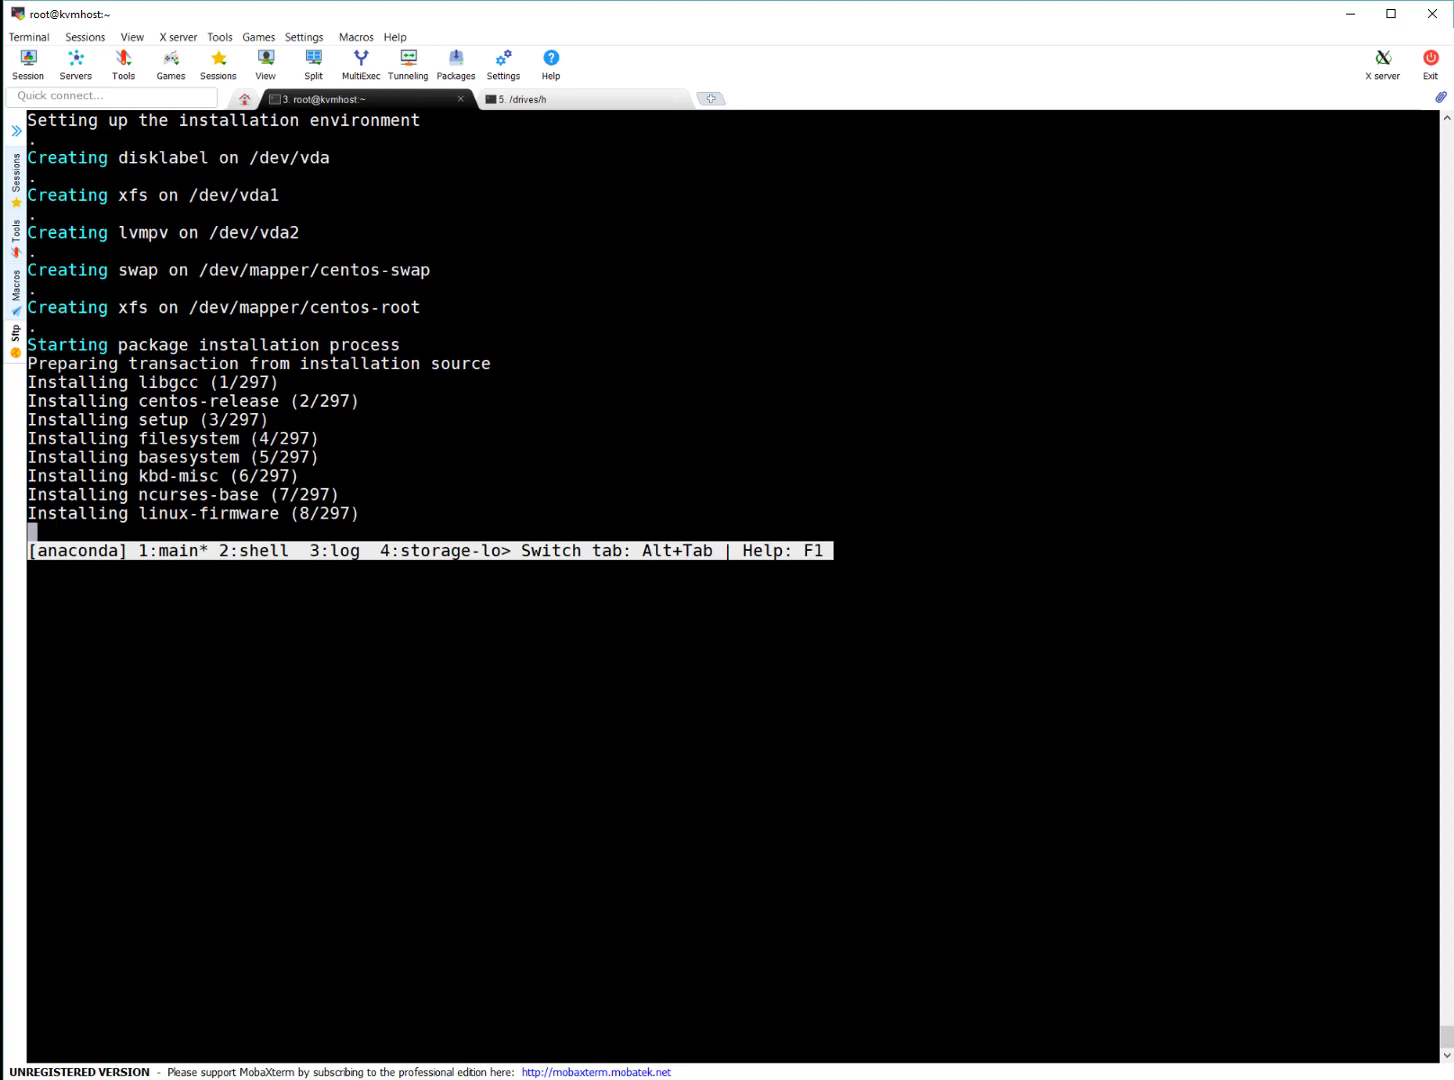 root@kvmhost:~
Terminal Sessions View X server Tools Games Settings Macros Help
Session Servers Tools Games Sessions View Split MultiExec Tunneling Packages Settings Help X server Exit
Quick connect...
3. root@kvmhost:~
5. /drives/h
Sessions
Tools
Macros
Sftp
Setting up the installation environment
.
Creating disklabel on /dev/vda
.
Creating xfs on /dev/vda1
.
Creating lvmpv on /dev/vda2
.
Creating swap on /dev/mapper/centos-swap
.
Creating xfs on /dev/mapper/centos-root
.
Starting package installation process
Preparing transaction from installation source
Installing libgcc (1/297)
Installing centos-release (2/297)
Installing setup (3/297)
Installing filesystem (4/297)
Installing basesystem (5/297)
Installing kbd-misc (6/297)
Installing ncurses-base (7/297)
Installing linux-firmware (8/297)
[anaconda] 1:main* 2:shell  3:log  4:storage-lo> Switch tab: Alt+Tab | Help: F1
UNREGISTERED VERSION - Please support MobaXterm by subscribing to the professional edition here: http://mobaxterm.mobatek.net